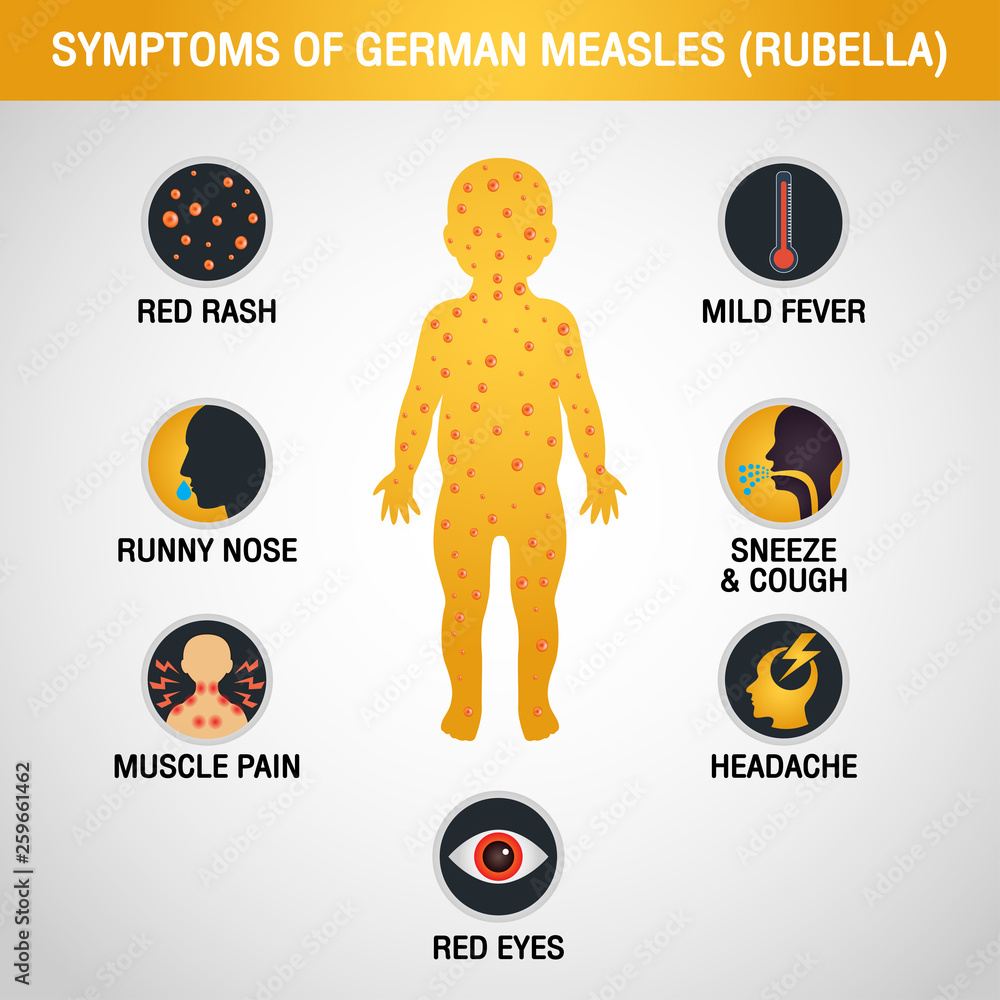 SYMPTOMS OF GERMAN MEASLES (RUBELLA)
RED RASH
MILD FEVER
RUNNY NOSE
SNEEZE
& COUGH
MUSCLE PAIN
HEADACHE
RED EYES
Adobe Stock | #259661462